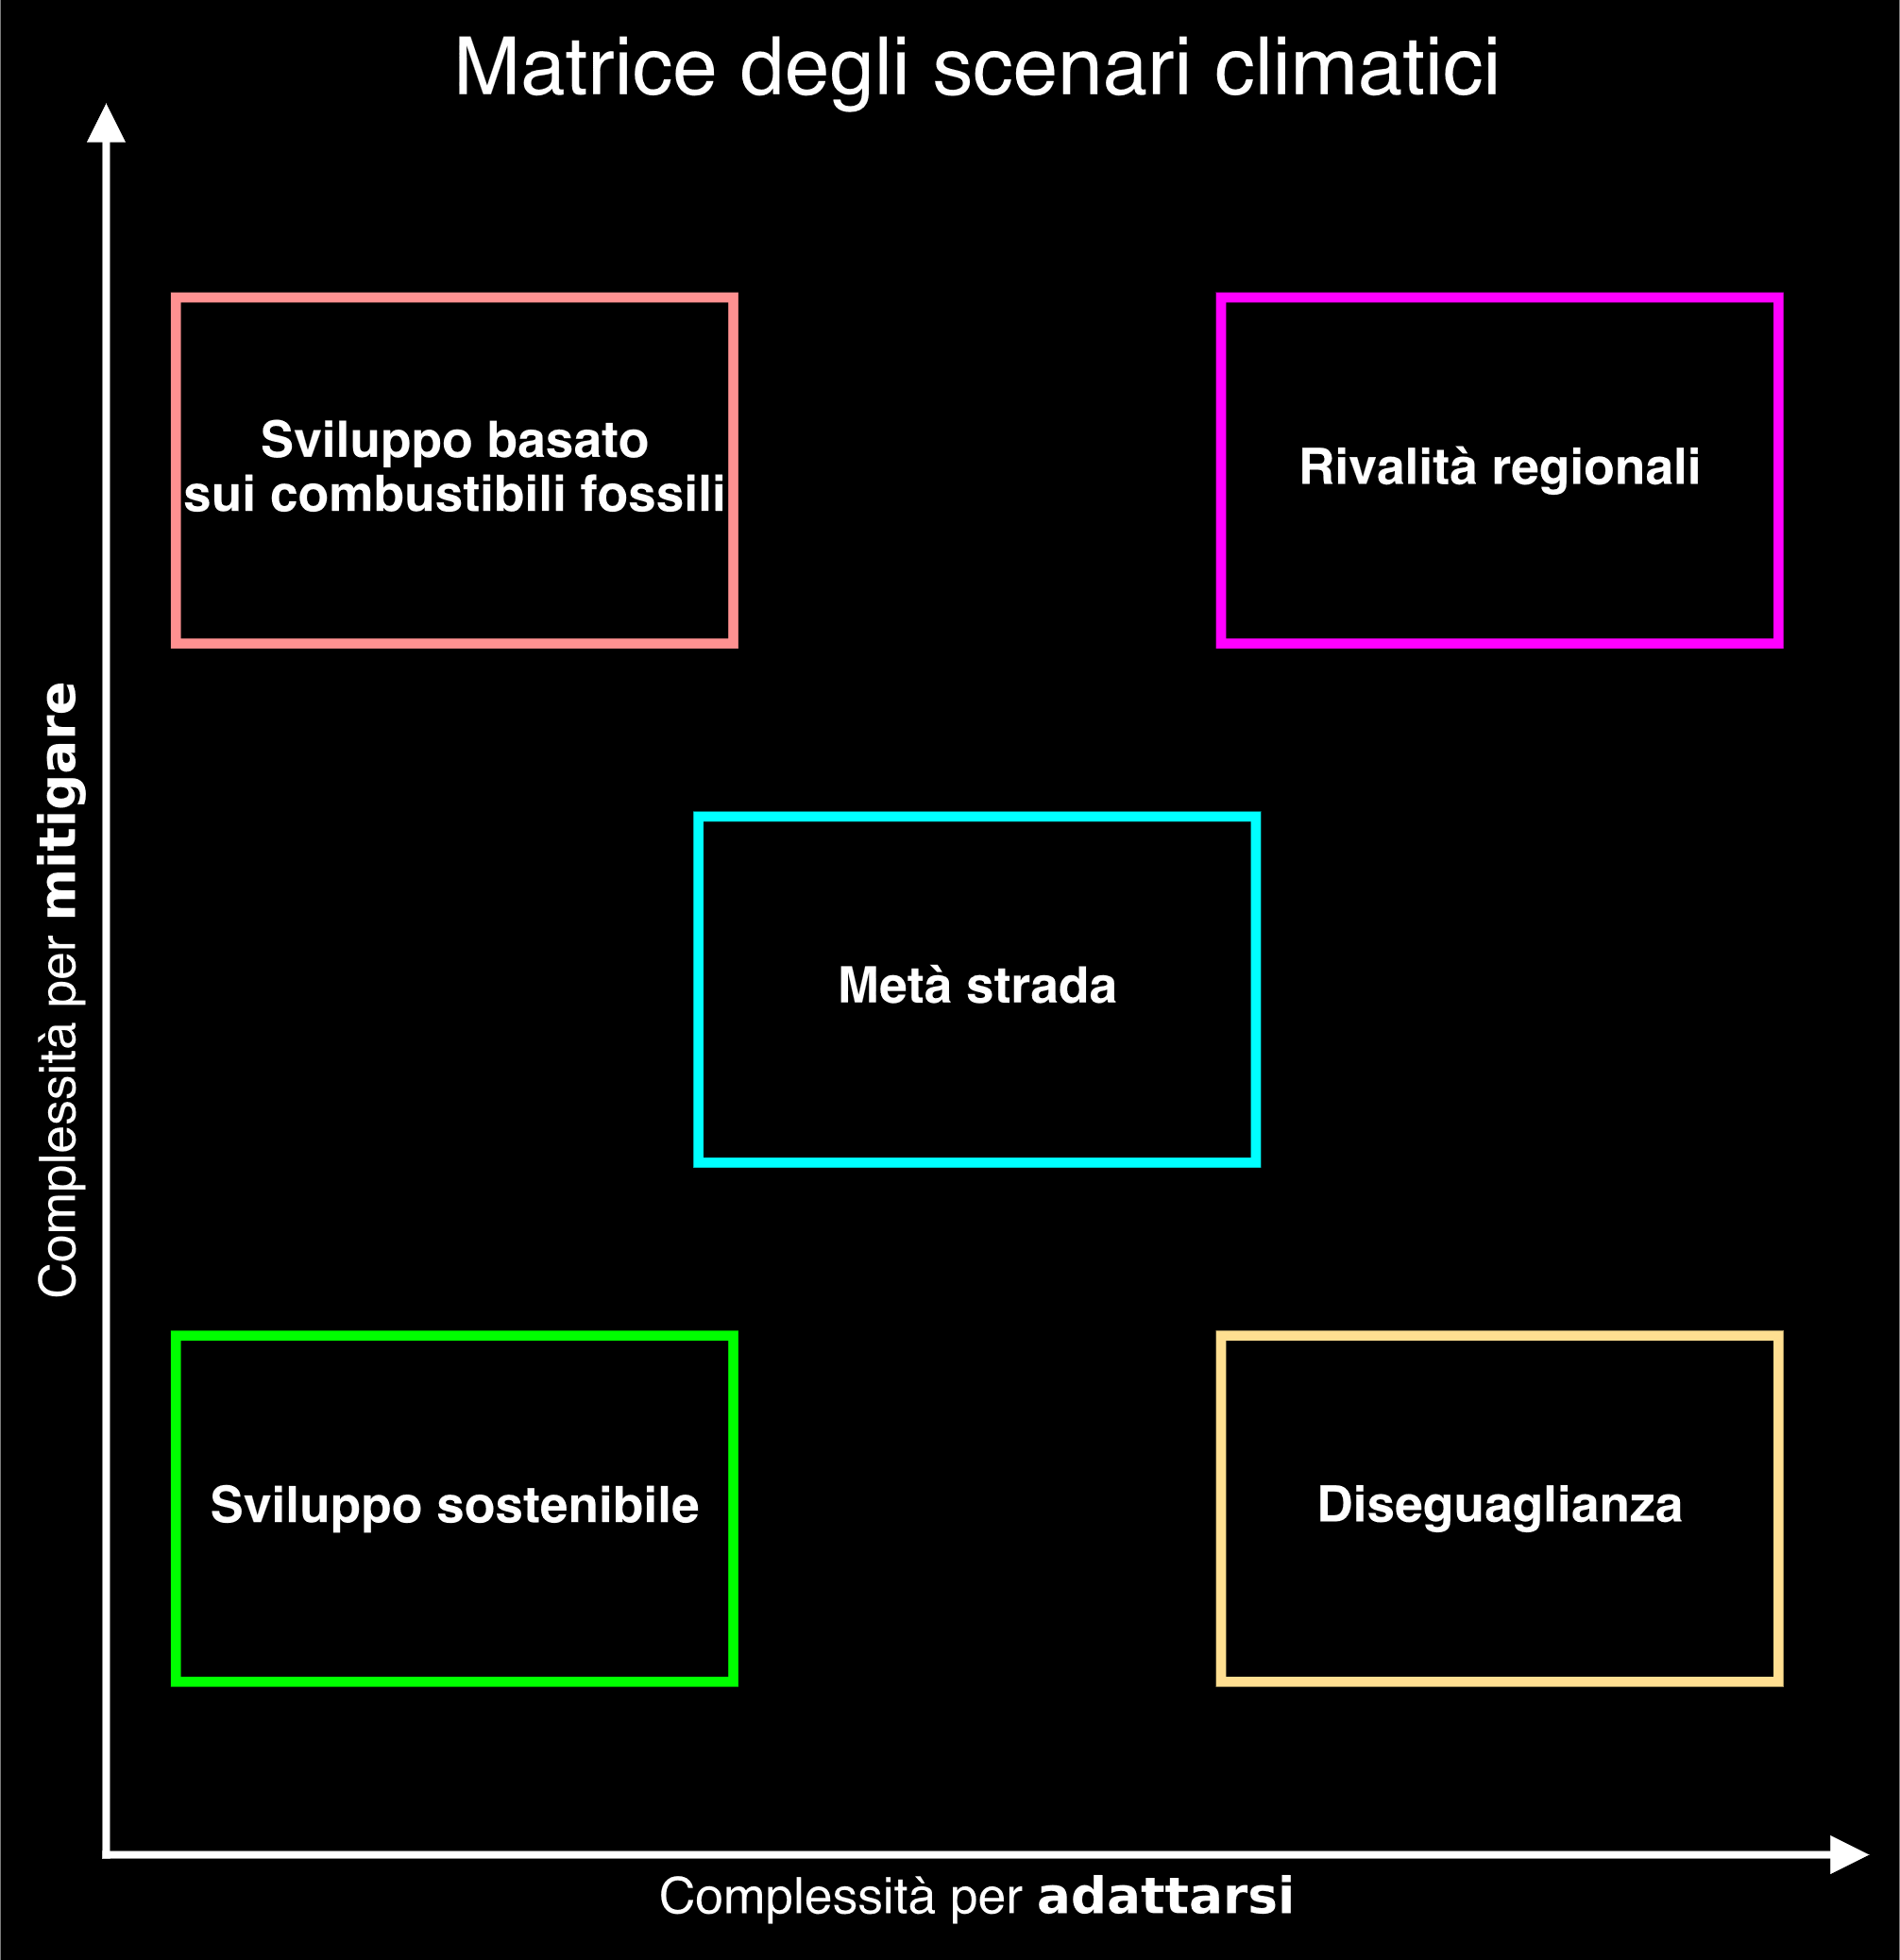 Matrice degli scenari climatici
Sviluppo basato
sui combustibili fossili
Rivalità regionali
Complessità per mitigare
Metà strada
Sviluppo sostenibile
Diseguaglianza
Complessità per adattarsi